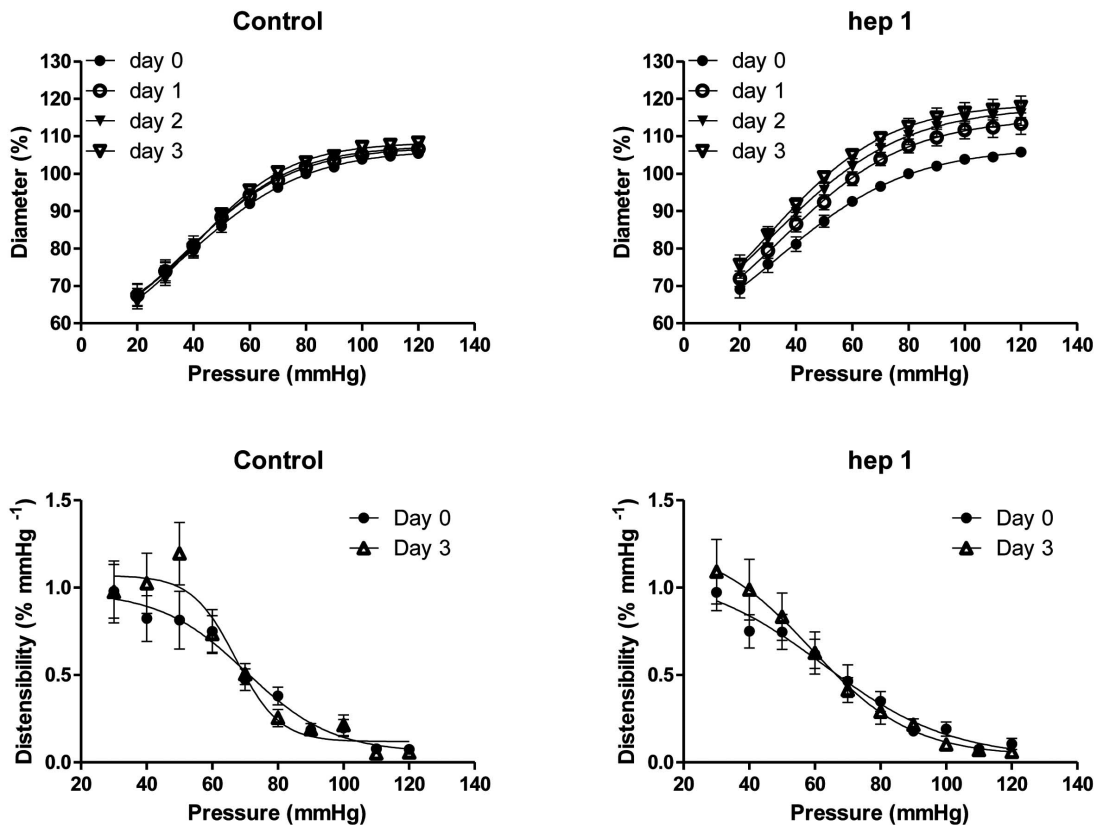 Control
130
120
110
100
90
80
70
60
Diameter (%)
day 0
day 1
day 2
day 3
0 20 40 60 80 100 120 140
Pressure (mmHg)
hep 1
130
120
110
100
90
80
70
60
Diameter (%)
day 0
day 1
day 2
day 3
0 20 40 60 80 100 120 140
Pressure (mmHg)
Control
1.5
1.0
0.5
0.0
Distensibility (% mmHg -1)
Day 0
Day 3
20 40 60 80 100 120 140
Pressure (mmHg)
hep 1
1.5
1.0
0.5
0.0
Distensibility (% mmHg -1)
Day 0
Day 3
20 40 60 80 100 120 140
Pressure (mmHg)